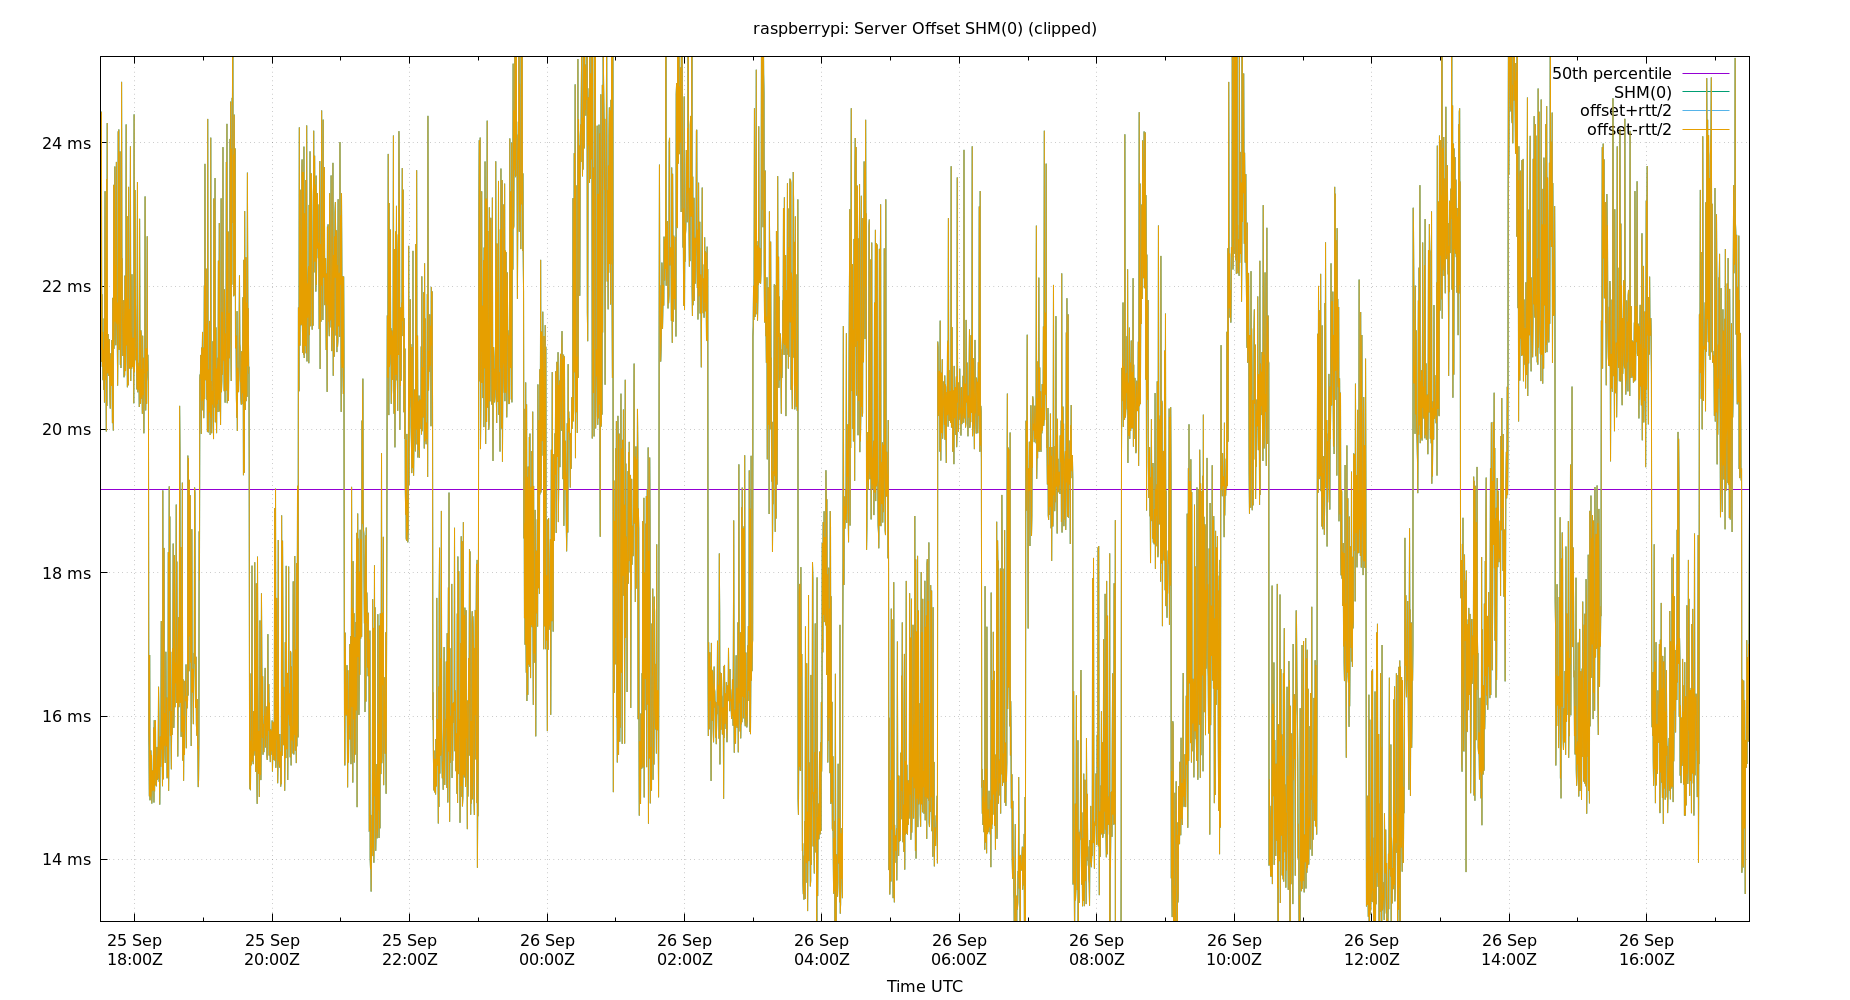 raspberrypi: Server Offset SHM(0) (clipped)
50th percentile
SHM(0)
offset+rtt/2
offset-rtt/2
24 ms
22 ms
20 ms
18 ms
16 ms
14 ms
25 Sep 25 Sep 25 Sep 26 Sep 26 Sep 26 Sep 26 Sep 26 Sep 26 Sep 26 Sep 26 Sep 26 Sep
18:00Z 20:00Z 22:00Z 00:00Z 02:00Z 04:00Z 06:00Z 08:00Z 10:00Z 12:00Z 14:00Z 16:00Z
Time UTC